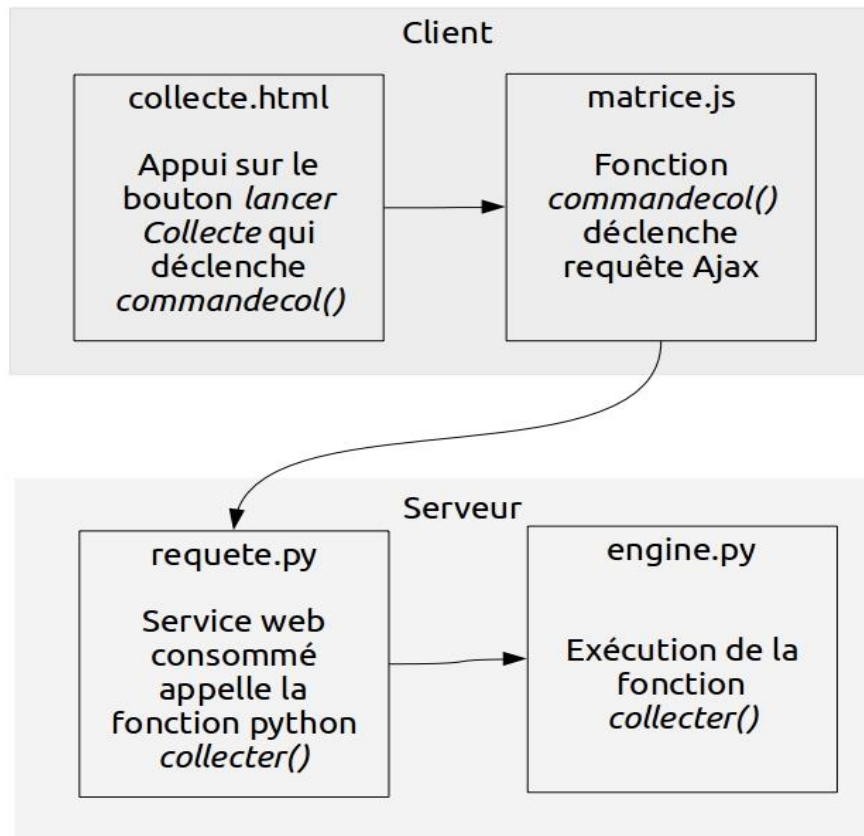 Client
collecte.html
Appui sur le
bouton lancer
Collecte qui
déclenche
commandecol()
matrice.js
Fonction
commandecol()
déclenche
requête Ajax
Serveur
requete.py
Service web
consommé
appelle la
fonction python
collecter()
engine.py
Exécution de la
fonction
collecter()